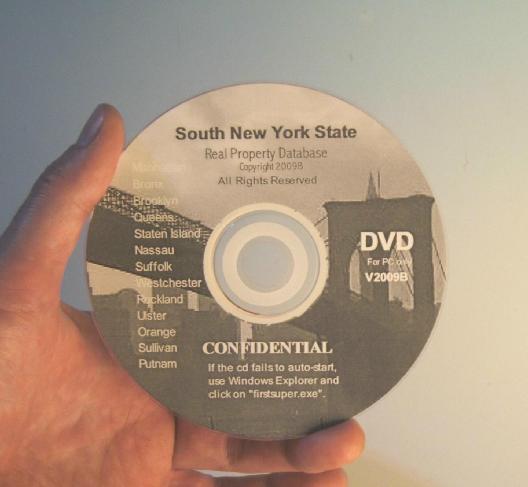 South New York State
Real Property Database
Copyright 2009B
All Rights Reserved
Manhattan
Bronx
Brooklyn
Queens
Staten Island
Nassau
Suffolk
Westchester
Rockland
Ulster
Orange
Sullivan
Putnam
DVD
For PC only
V2009B
CONFIDENTIAL
If the cd fails to auto-start,
use Windows Explorer and
click on "firstsuper.exe".